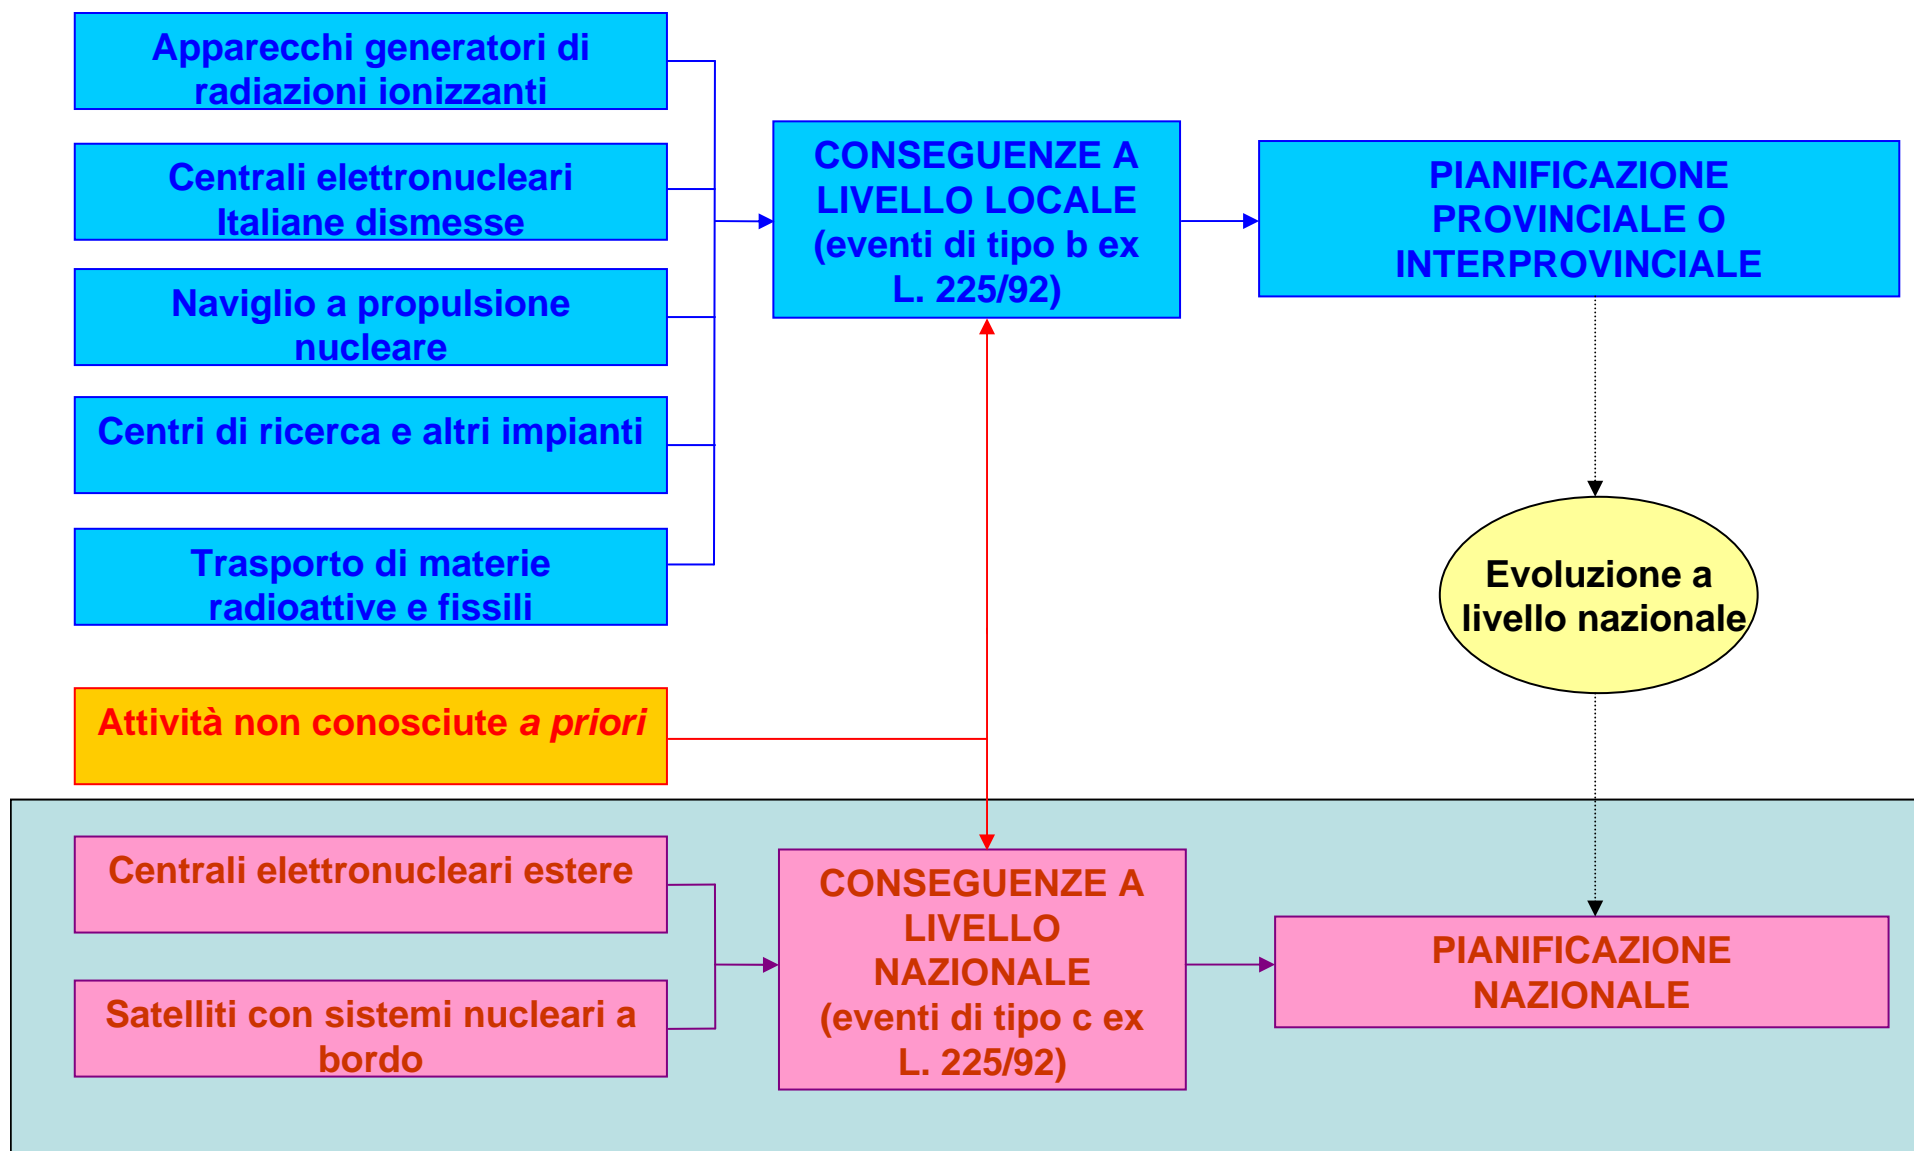 Apparecchi generatori di
radiazioni ionizzanti
Centrali elettronucleari
Italiane dismesse
Naviglio a propulsione
nucleare
Centri di ricerca e altri impianti
Trasporto di materie
radioattive e fissili
Attività non conosciute a priori
CONSEGUENZE A
LIVELLO LOCALE
(eventi di tipo b ex
L. 225/92)
PIANIFICAZIONE
PROVINCIALE O
INTERPROVINCIALE
Evoluzione a
livello nazionale
Centrali elettronucleari estere
Satelliti con sistemi nucleari a
bordo
CONSEGUENZE A
LIVELLO
NAZIONALE
(eventi di tipo c ex
L. 225/92)
PIANIFICAZIONE
NAZIONALE